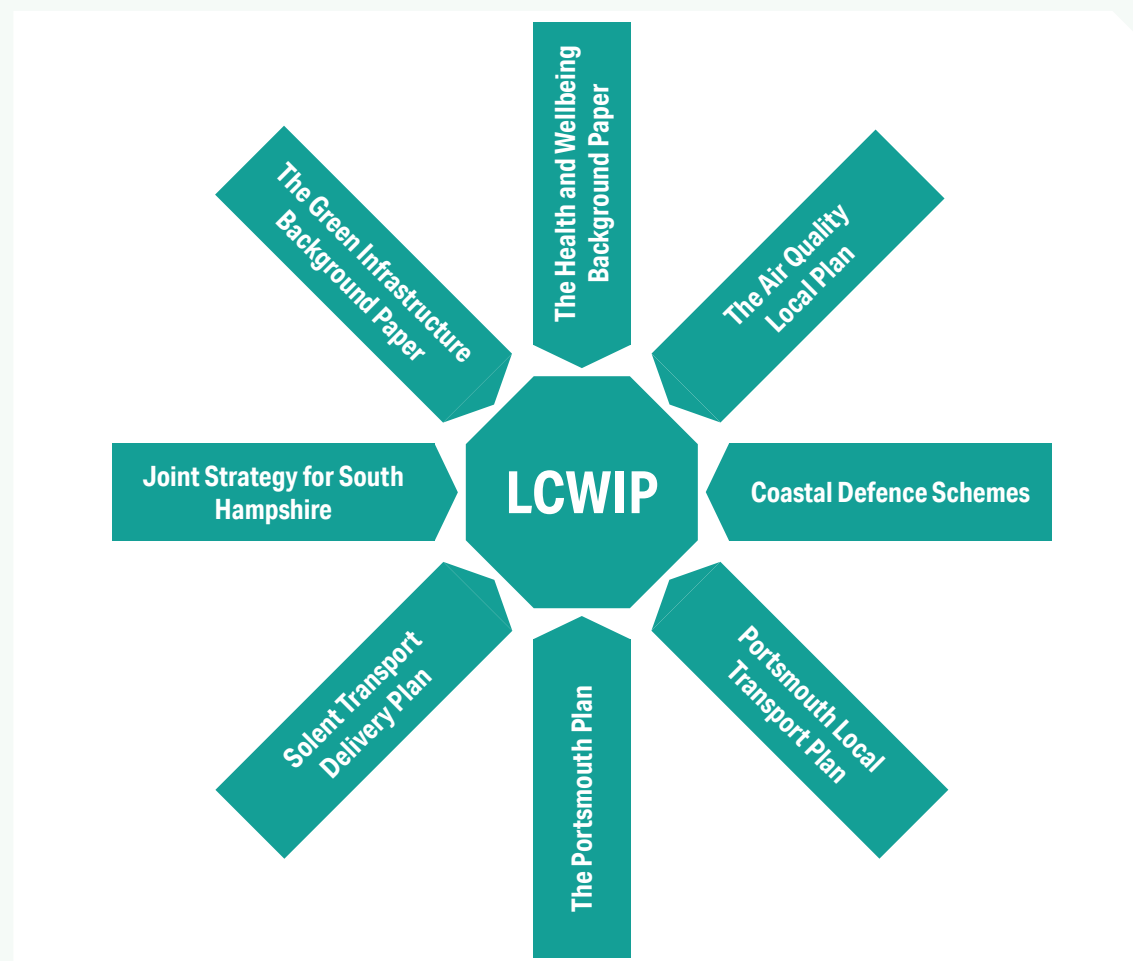 The Health and Wellbeing
Background Paper
The Air Quality
Local Plan
Coastal Defence Schemes
Portsmouth Local
Transport Plan
The Portsmouth Plan
Solent Transport
Delivery Plan
Joint Strategy for South
Hampshire
The Green Infrastructure
Background Paper
LCWIP